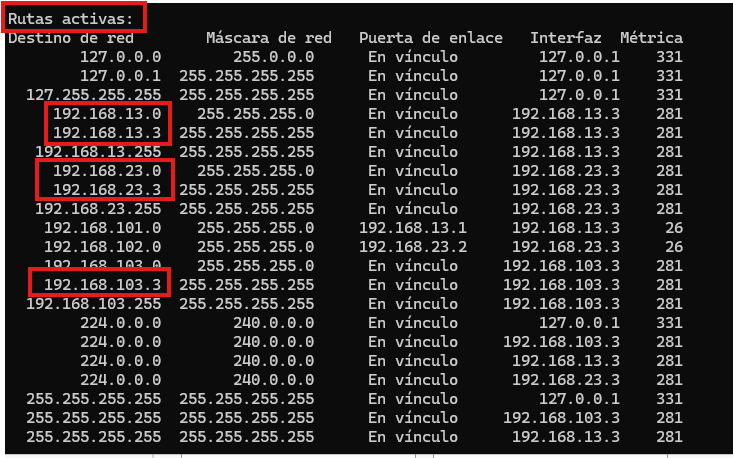 Rutas activas:
Destino de red Máscara de red Puerta de enlace Interfaz Métrica
127.0.0.0 255.0.0.0 En vínculo 127.0.0.1 331
127.0.0.1 255.255.255.255 En vínculo 127.0.0.1 331
127.255.255.255 255.255.255.255 En vínculo 127.0.0.1 331
192.168.13.0 255.255.255.0 En vínculo 192.168.13.3 281
192.168.13.3 255.255.255.255 En vínculo 192.168.13.3 281
192.168.13.255 255.255.255.255 En vínculo 192.168.13.3 281
192.168.23.0 255.255.255.0 En vínculo 192.168.23.3 281
192.168.23.3 255.255.255.255 En vínculo 192.168.23.3 281
192.168.23.255 255.255.255.255 En vínculo 192.168.23.3 281
192.168.101.0 255.255.255.0 192.168.13.1 192.168.13.3 26
192.168.102.0 255.255.255.0 192.168.23.2 192.168.23.3 26
192.168.103.0 255.255.255.0 En vínculo 192.168.103.3 281
192.168.103.3 255.255.255.255 En vínculo 192.168.103.3 281
192.168.103.255 255.255.255.255 En vínculo 192.168.103.3 281
224.0.0.0 240.0.0.0 En vínculo 127.0.0.1 331
224.0.0.0 240.0.0.0 En vínculo 192.168.103.3 281
224.0.0.0 240.0.0.0 En vínculo 192.168.13.3 281
224.0.0.0 240.0.0.0 En vínculo 192.168.23.3 281
255.255.255.255 255.255.255.255 En vínculo 127.0.0.1 331
255.255.255.255 255.255.255.255 En vínculo 192.168.103.3 281
255.255.255.255 255.255.255.255 En vínculo 192.168.13.3 281